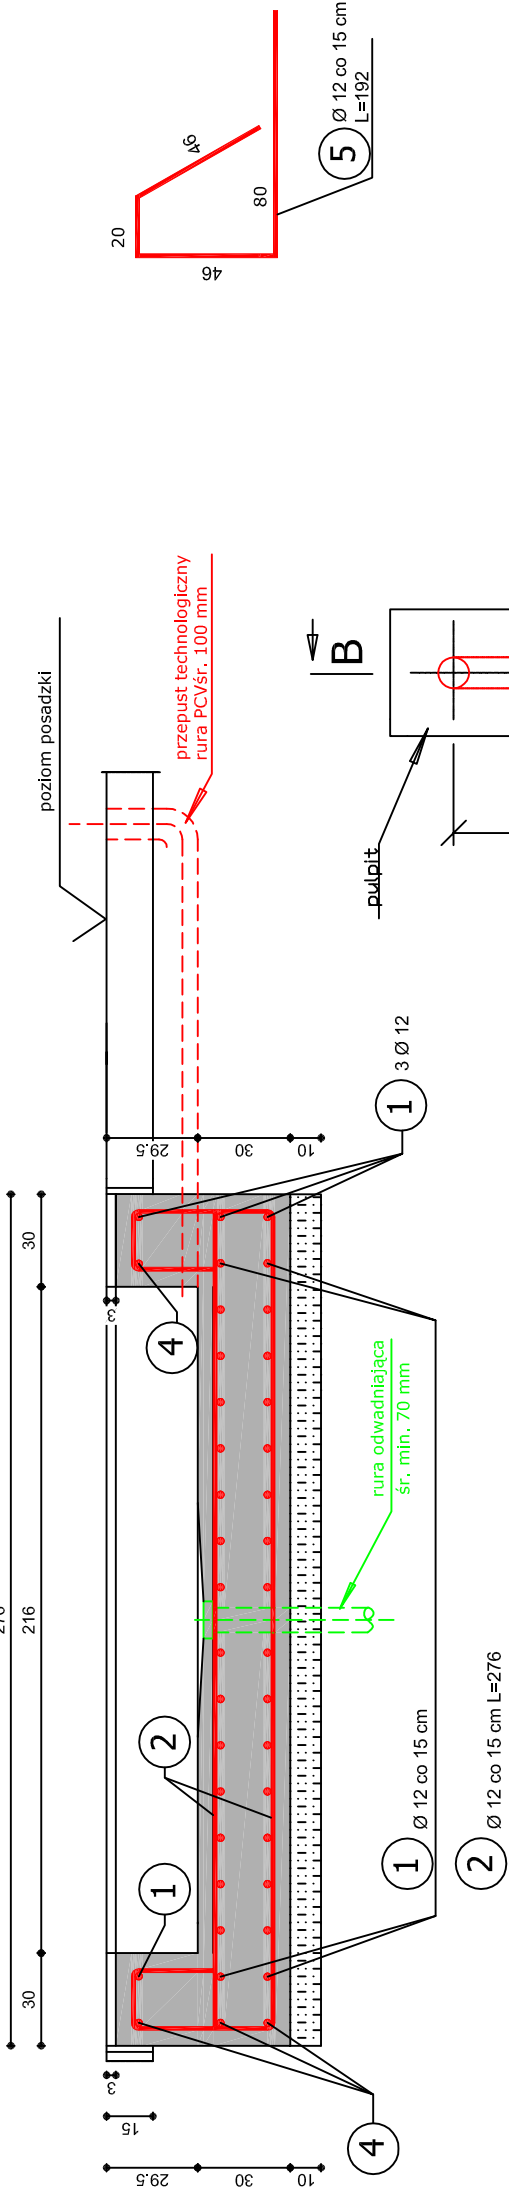 46
20
80
46
5
Ø 12 co 15 cm
L=192
poziom posadzki
przepust technologiczny
rura PCVśr. 100 mm
B
pulpit
1
3 Ø 12
29.5
30
10
30
3
4
rura odwadniająca
śr. min. 70 mm
216
2
1
1
Ø 12 co 15 cm
2
Ø 12 co 15 cm L=276
30
3
15
4
29.5
30
10